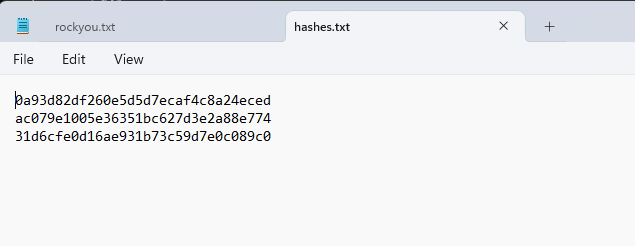 rockyou.txt
hashes.txt
File Edit View
0a93d82df260e5d5d7ecaf4c8a24eced
ac079e1005e36351bc627d3e2a88e774
31d6cfe0d16ae931b73c59d7e0c089c0